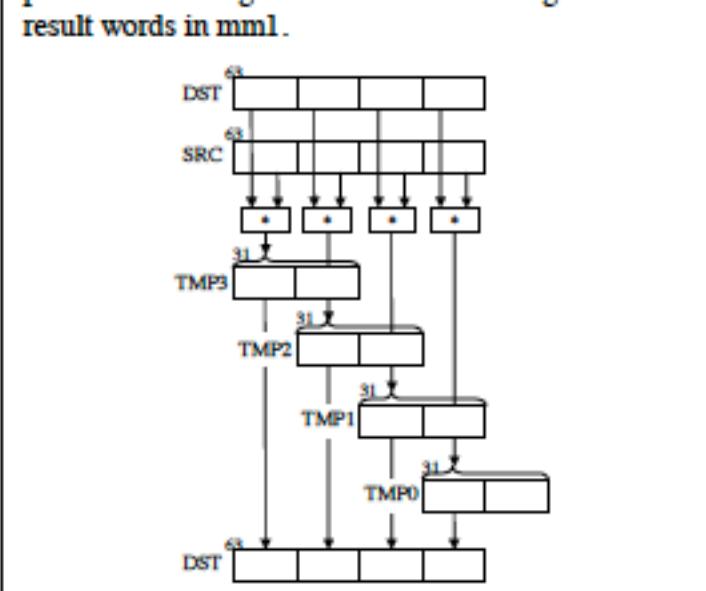 result words in mm1.
63
DST
63
SRC
* * * *
31
TMP3
31
TMP2
31
TMP1
31
TMP0
63
DST